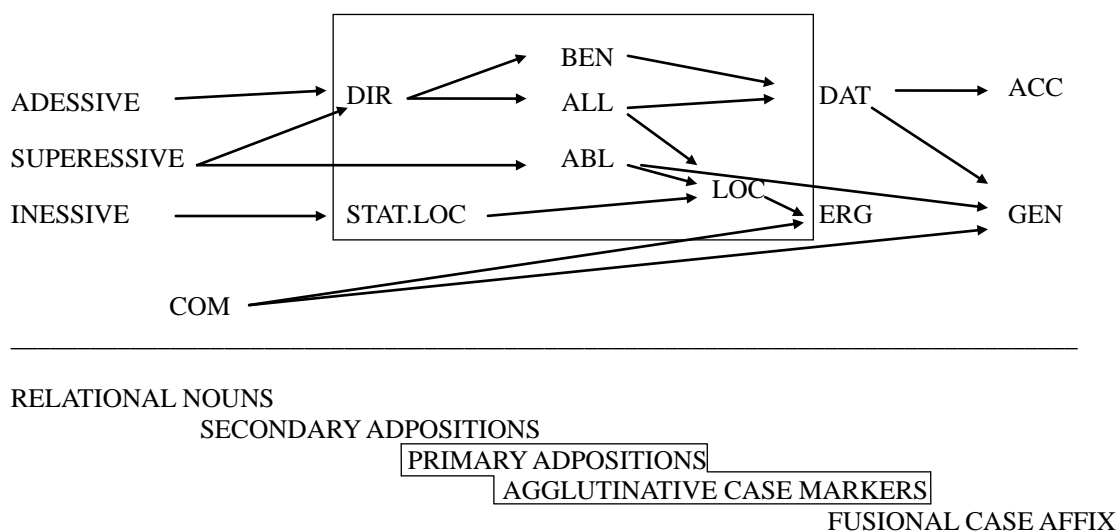 BEN
ADESSIVE DIR ALL DAT ACC
SUPERESSIVE ABL
LOC
INESSIVE STAT.LOC ERG GEN
COM
RELATIONAL NOUNS
SECONDARY ADPOSITIONS
PRIMARY ADPOSITIONS
AGGLUTINATIVE CASE MARKERS
FUSIONAL CASE AFFIX